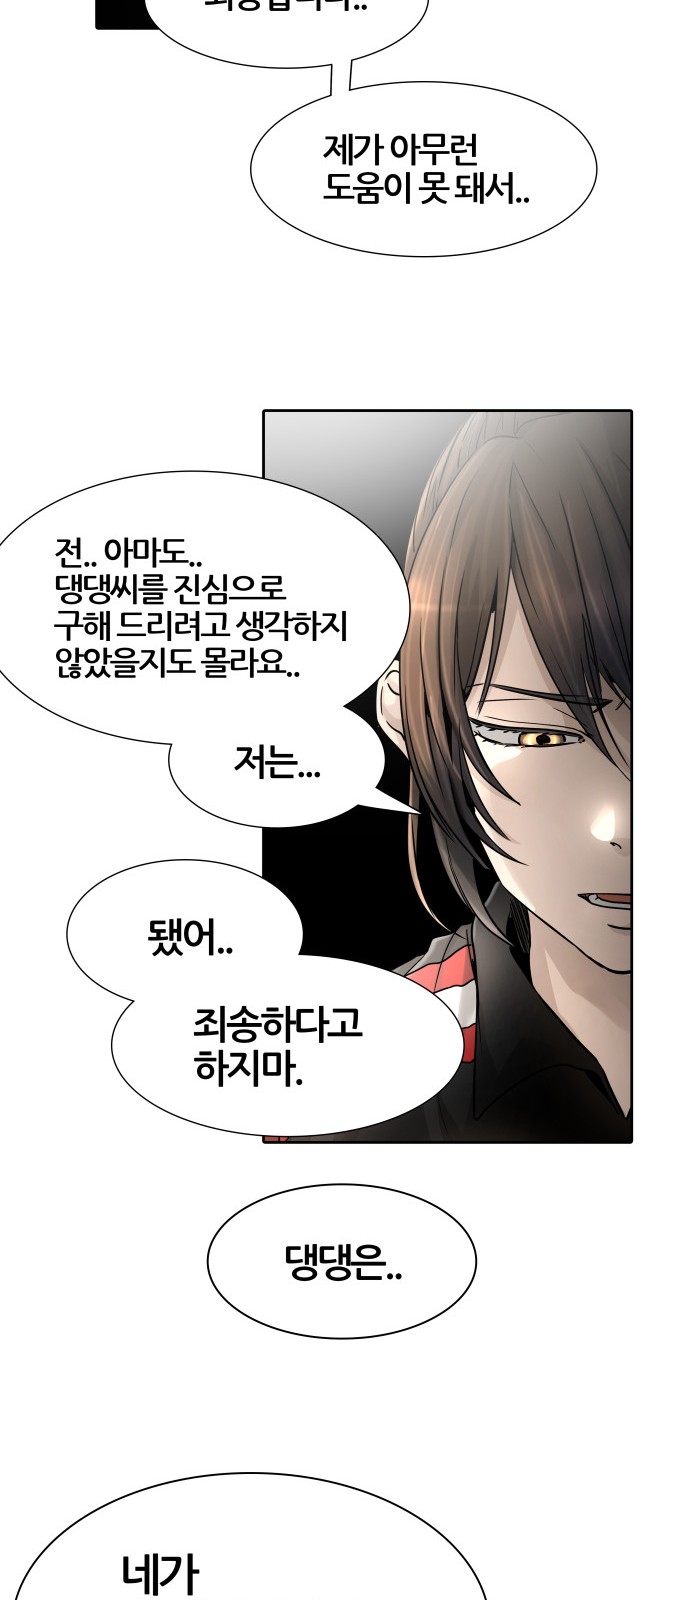 제가 아무런
도움이 못 돼서..
전.. 아마도..
댕댕씨를 진심으로
구해 드리려고 생각하지
않았을지도 몰라요..
저는...
됐어..
죄송하다고
하지마.
댕댕은..
네가